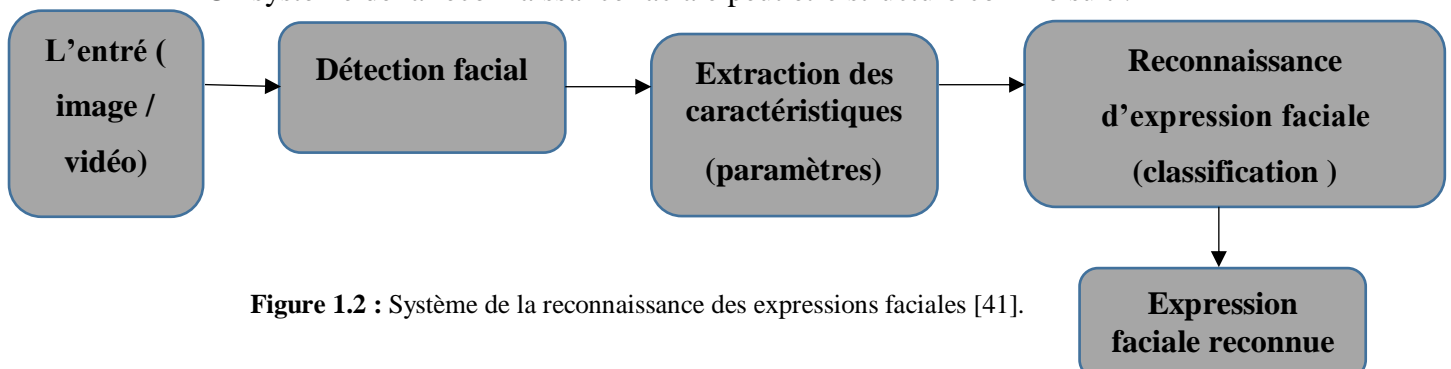 L'entré (
image /
vidéo)
Détection facial
Extraction des
caractéristiques
(paramètres)
Reconnaissance
d'expression faciale
(classification )
Figure 1.2 : Système de la reconnaissance des expressions faciales [41].
Expression
faciale reconnue